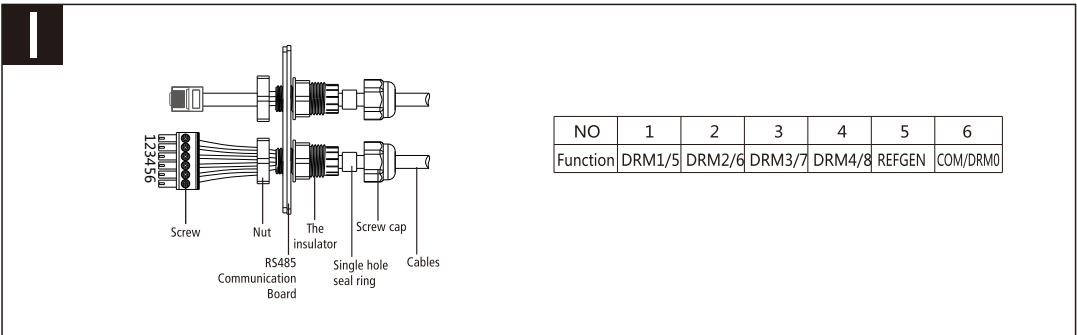 I
123456
Screw
Nut
The
insulator
Screw cap
RS485
Communication
Board
Single hole
seal ring
Cables
NO 1 2 3 4 5 6
Function DRM1/5 DRM2/6 DRM3/7 DRM4/8 REFGEN COM/DRM0